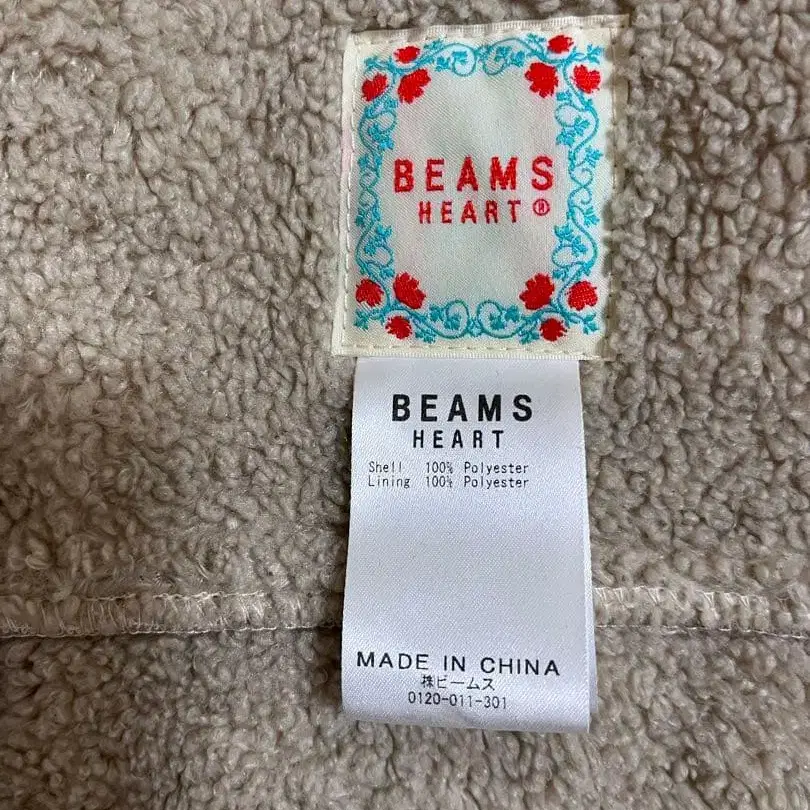 BEAMS
HEART®
BEAMS
HEART
Shell 100% Polyester
Lining 100% Polyester
MADE IN CHINA
㈱ビームス
0120-011-301